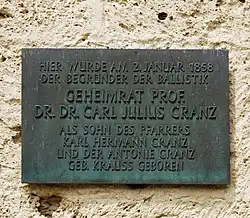 HIER WURDE AM 2. JANUAR 1858
DER BEGRÜNDER DER BALLISTIK
GEHEIMRAT PROF.
DR. DR. CARL JULIUS CRANZ
ALS SOHN DES PFARRERS
KARL HERMANN CRANZ
UND DER ANTONIE CRANZ
GEB. KRAUSS GEBOREN